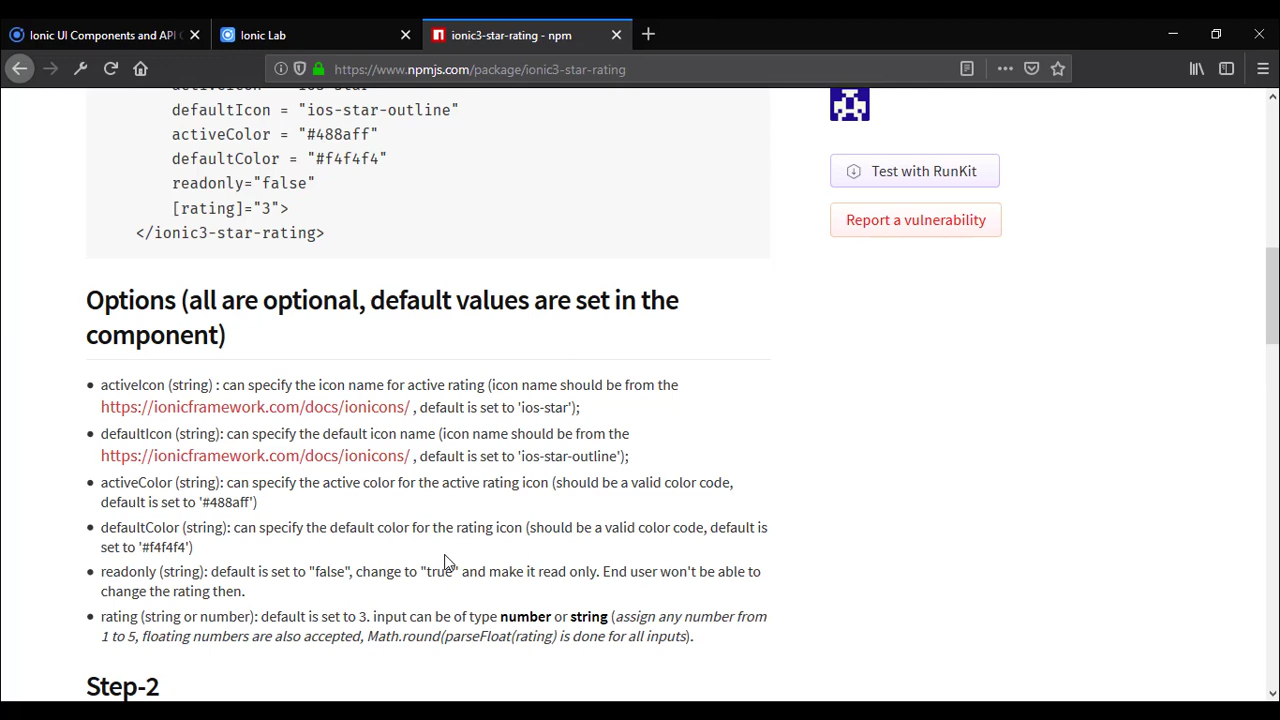 Ionic UI Components and API
Ionic Lab
ionic3-star-rating - npm
https://www.npmjs.com/package/ionic3-star-rating
defaultIcon = "ios-star-outline"
activeColor = "#488aff"
defaultColor = "#f4f4f4"
readonly="false"
[rating]="3">
</ionic3-star-rating>
Test with RunKit
Report a vulnerability
Options (all are optional, default values are set in the
component)
• activeIcon (string) : can specify the icon name for active rating (icon name should be from the
https://ionicframework.com/docs/ionicons/ , default is set to 'ios-star');
• defaultIcon (string): can specify the default icon name (icon name should be from the
https://ionicframework.com/docs/ionicons/ , default is set to 'ios-star-outline');
• activeColor (string): can specify the active color for the active rating icon (should be a valid color code,
default is set to '#488aff')
• defaultColor (string): can specify the default color for the rating icon (should be a valid color code, default is
set to '#f4f4f4')
• readonly (string): default is set to "false", change to "true" and make it read only. End user won't be able to
change the rating then.
• rating (string or number): default is set to 3. input can be of type number or string (assign any number from
1 to 5, floating numbers are also accepted, Math.round(parseFloat(rating) is done for all inputs).
Step-2